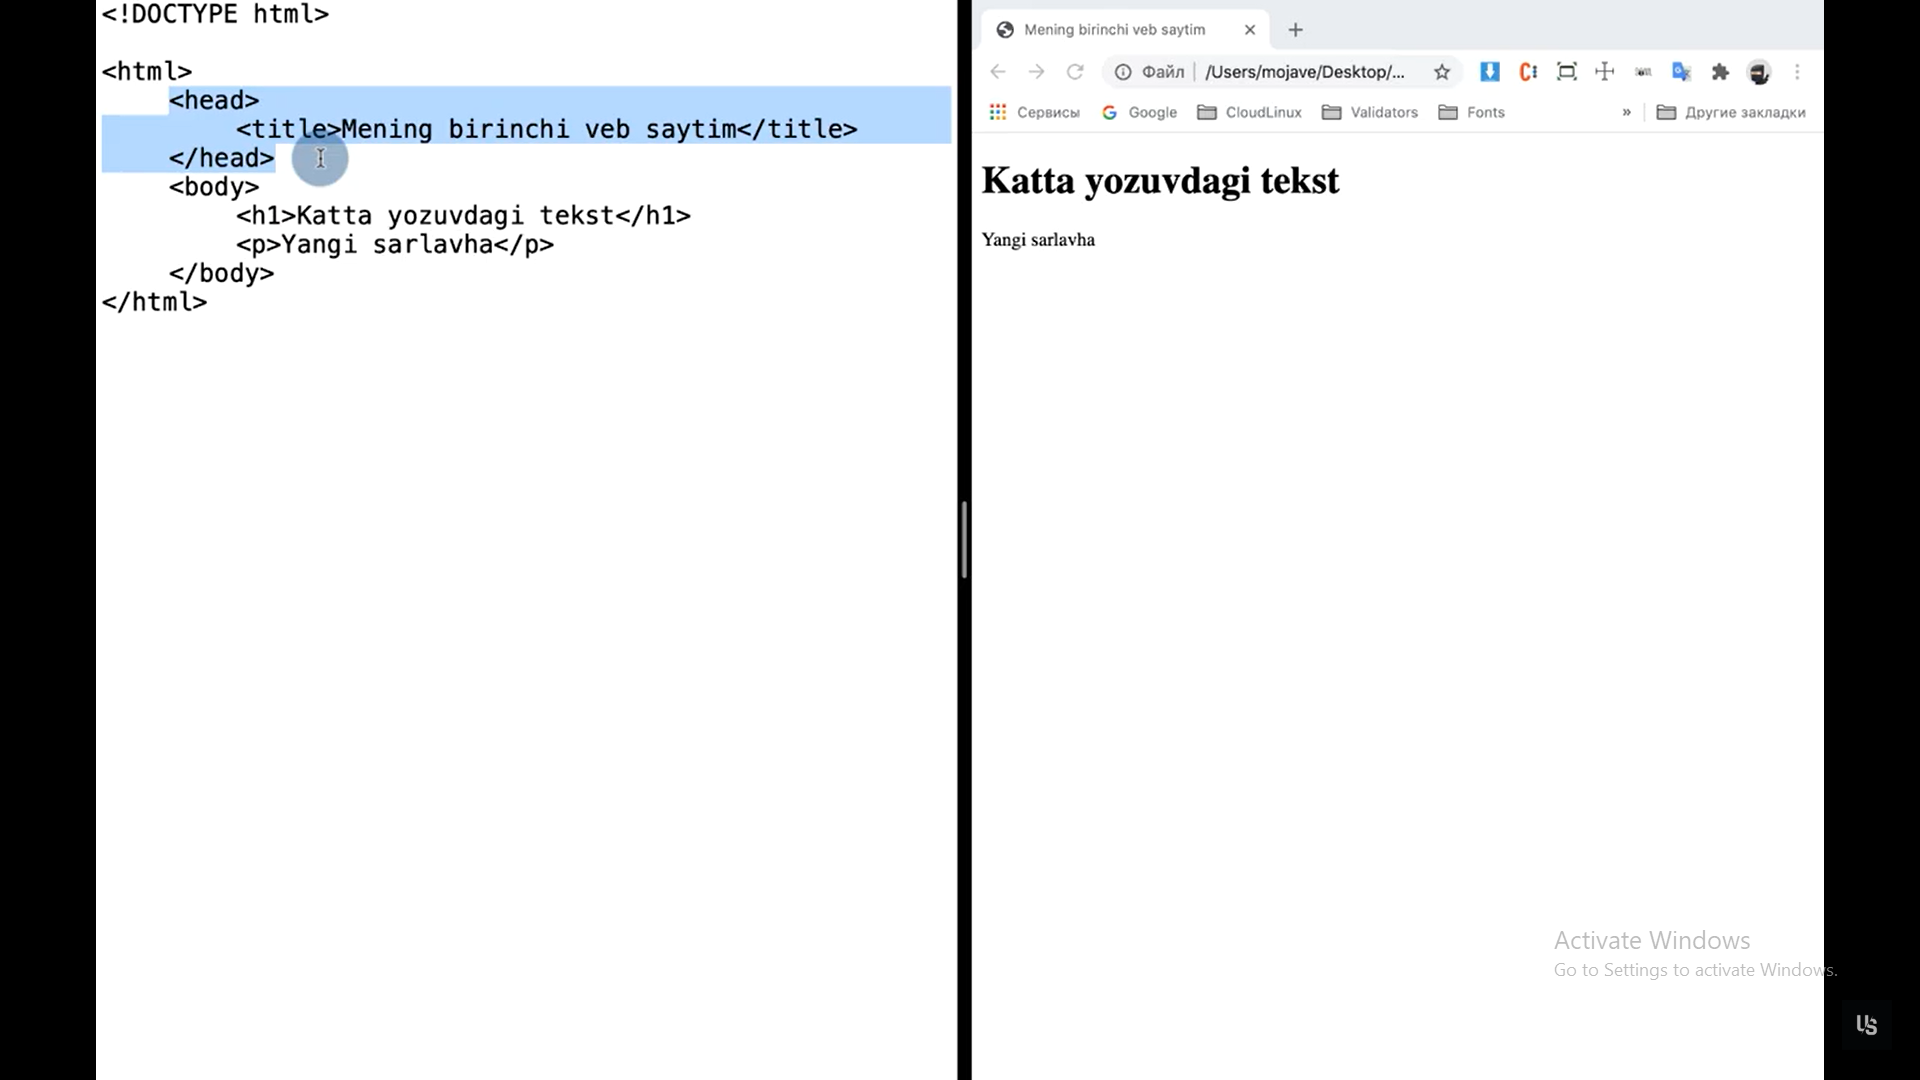 <!DOCTYPE html>
<html>
<head>
<title>Mening birinchi veb saytim</title>
</head>
<body>
<h1>Katta yozuvdagi tekst</h1>
<p>Yangi sarlavha</p>
</body>
</html>
Mening birinchi veb saytim
Файл /Users/mojave/Desktop/...
Сервисы Google CloudLinux Validators Fonts » Другие закладки
Katta yozuvdagi tekst
Yangi sarlavha
Activate Windows
Go to Settings to activate Windows.
US